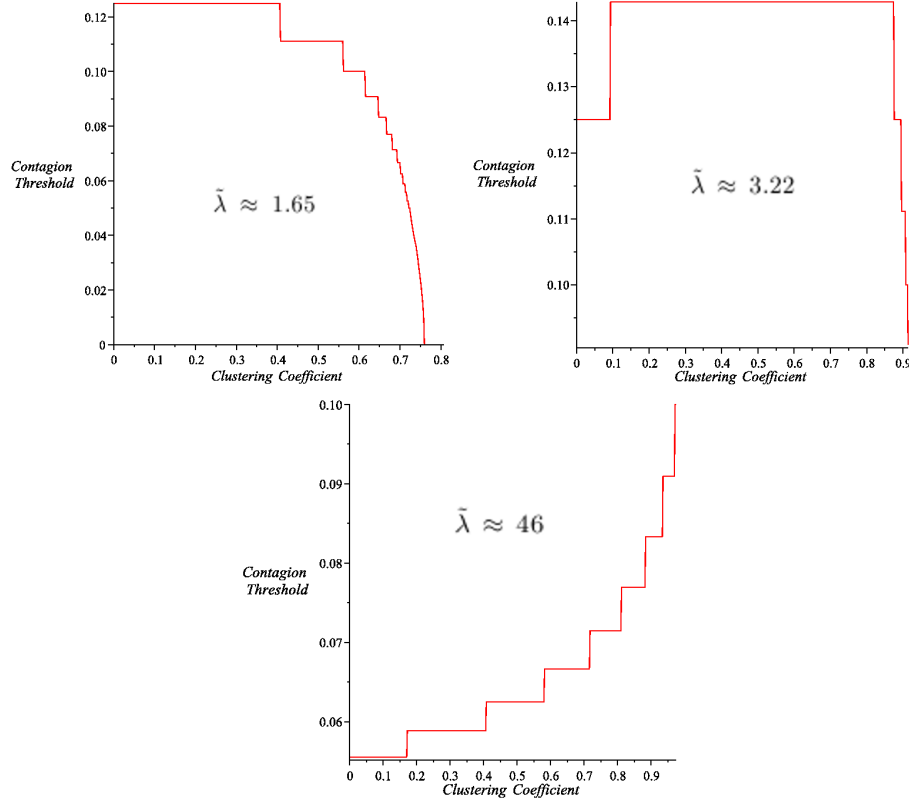 0.12
0.10
0.08
0.06
0.04
0.02
0
Contagion
Threshold
λ̃ ≈ 1.65
0 0.1 0.2 0.3 0.4 0.5 0.6 0.7 0.8
Clustering Coefficient
0.14
0.13
0.12
0.11
0.10
Contagion
Threshold
λ̃ ≈ 3.22
0 0.1 0.2 0.3 0.4 0.5 0.6 0.7 0.8 0.9
Clustering Coefficient
0.10
0.09
0.08
0.07
0.06
Contagion
Threshold
λ̃ ≈ 46
0 0.1 0.2 0.3 0.4 0.5 0.6 0.7 0.8 0.9
Clustering Coefficient